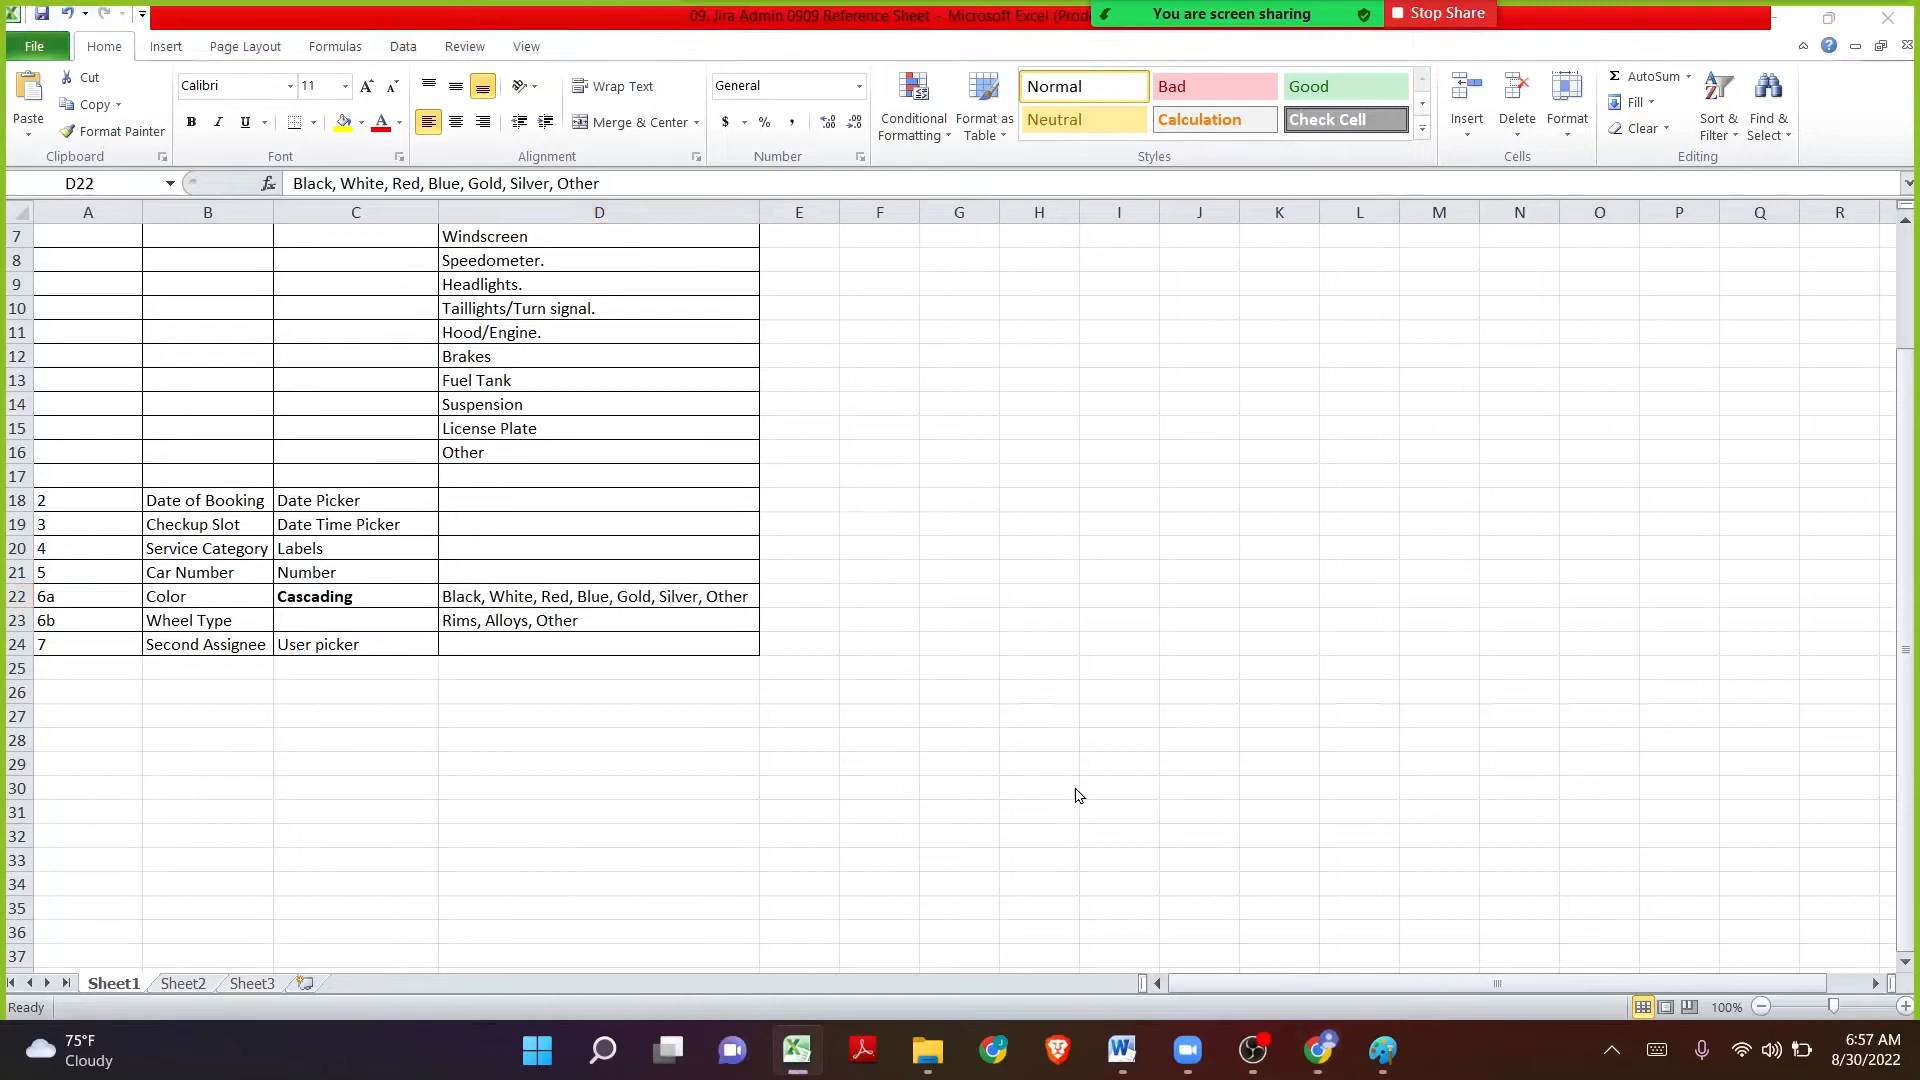 09. Jira Admin 0909 Reference Sheet - Microsoft Excel (Prod
You are screen sharing
Stop Share
File Home Insert Page Layout Formulas Data Review View
Cut
Copy
Format Painter
Paste
Clipboard
Calibri 11
B I U
Font
Wrap Text
Merge & Center
Alignment
General
$ % ,
Number
Conditional Formatting
Format as Table
Normal Bad Good
Neutral Calculation Check Cell
Styles
Insert Delete Format
Cells
AutoSum
Fill
Clear
Sort & Filter
Find & Select
Editing
D22 fx Black, White, Red, Blue, Gold, Silver, Other
A B C D E F G H I J K L M N O P Q R
7 Windscreen
8 Speedometer.
9 Headlights.
10 Taillights/Turn signal.
11 Hood/Engine.
12 Brakes
13 Fuel Tank
14 Suspension
15 License Plate
16 Other
17
18 2 Date of Booking Date Picker
19 3 Checkup Slot Date Time Picker
20 4 Service Category Labels
21 5 Car Number Number
22 6a Color Cascading Black, White, Red, Blue, Gold, Silver, Other
23 6b Wheel Type Rims, Alloys, Other
24 7 Second Assignee User picker
25
26
27
28
29
30
31
32
33
34
35
36
37
Sheet1 Sheet2 Sheet3
Ready
100%
75°F
Cloudy
6:57 AM
8/30/2022